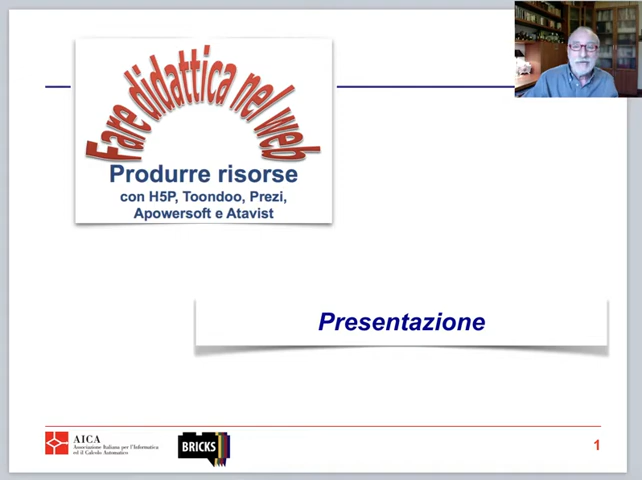 Fare didattica nel web
Produrre risorse
con H5P, Toondoo, Prezi,
Apowersoft e Atavist
Presentazione
AICA
Associazione Italiana per l'Informatica
ed il Calcolo Automatico
BRICKS
1